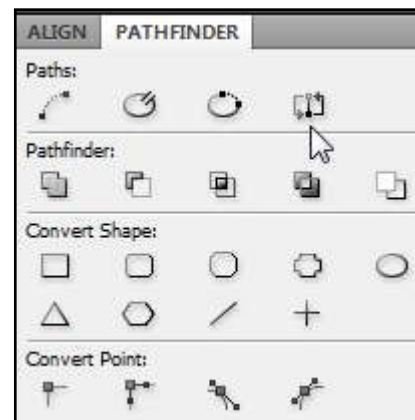 ALIGN PATHFINDER
Paths:
Pathfinder:
Convert Shape:
Convert Point: